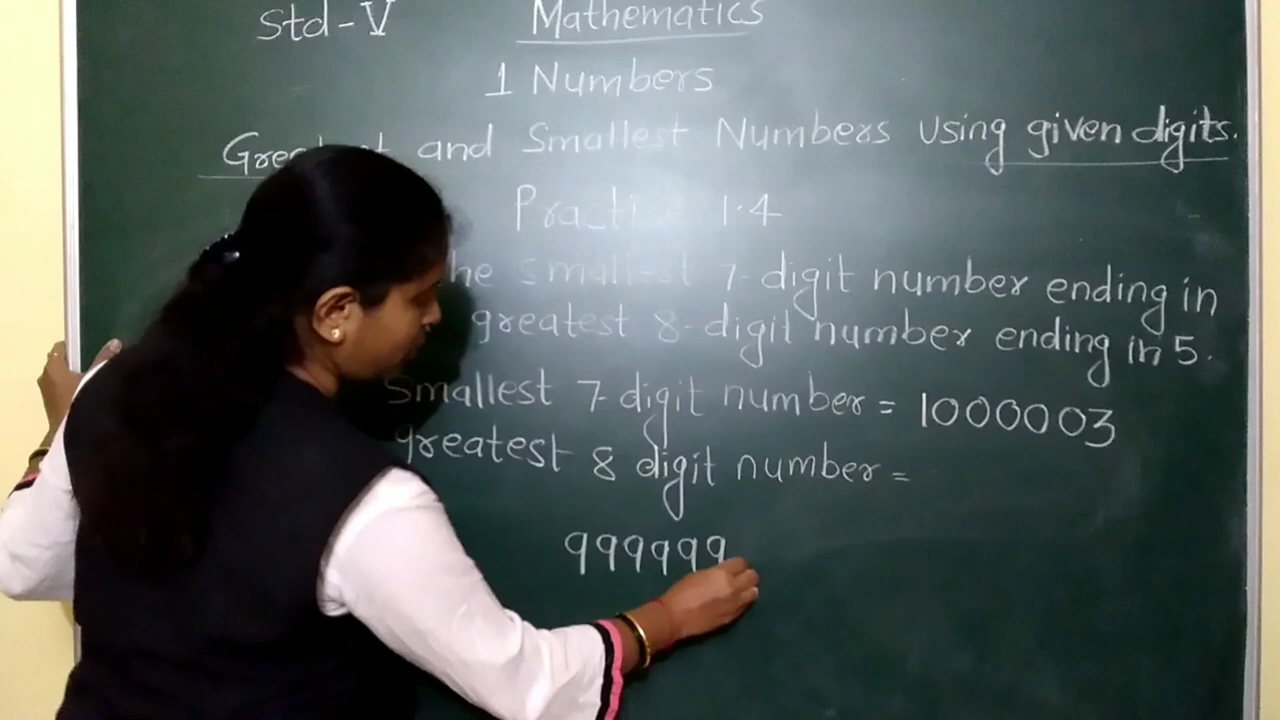 Std-V Mathematics
1 Numbers
and Smallest Numbers using given digits.
1.4
smallest 7-digit number ending in
greatest 8-digit number ending in 5.
Smallest 7-digit number = 1000003
greatest 8 digit number =
999999